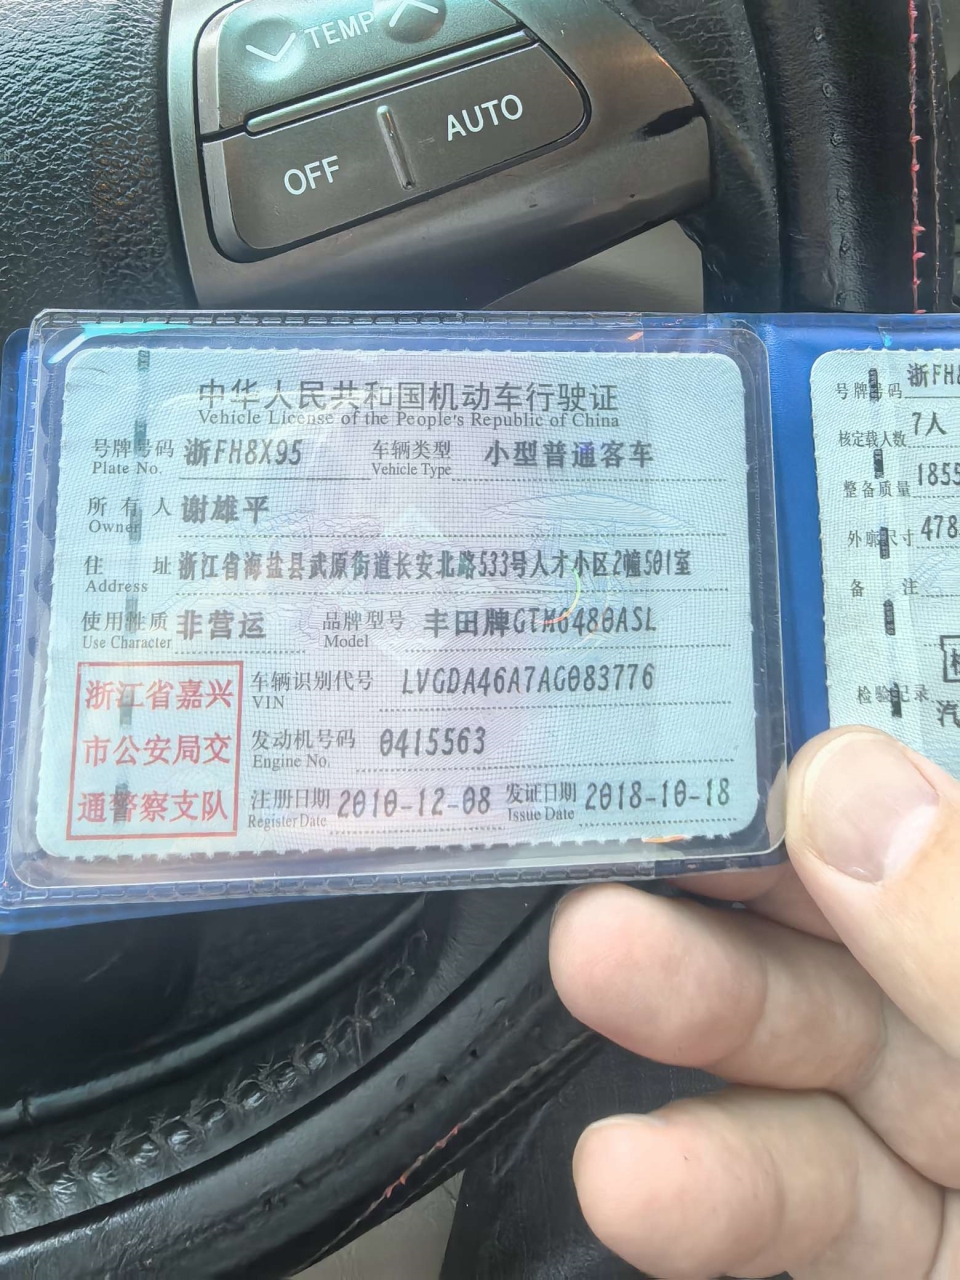 TEMP
OFF AUTO
中华人民共和国机动车行驶证
Vehicle License of the People's Republic of China
号牌号码 浙FH8X95 车辆类型 小型普通客车
Plate No. Vehicle Type
所有人 谢雄平
Owner
住址 浙江省海盐县武原街道长安北路533号人才小区2幢501室
Address
使用性质 非营运 品牌型号 丰田牌GTM6480ASL
Use Character Model
浙江省嘉兴
市公安局交
通警察支队
车辆识别代号 LVGDA46A7AG083776
VIN
发动机号码 0415563
Engine No.
注册日期 2010-12-08 发证日期 2018-10-18
Register Date Issue Date
号牌号码 浙FH8
核定载人数 7人
整备质量 1855
外廓尺寸 478
备注
检验记录
汽